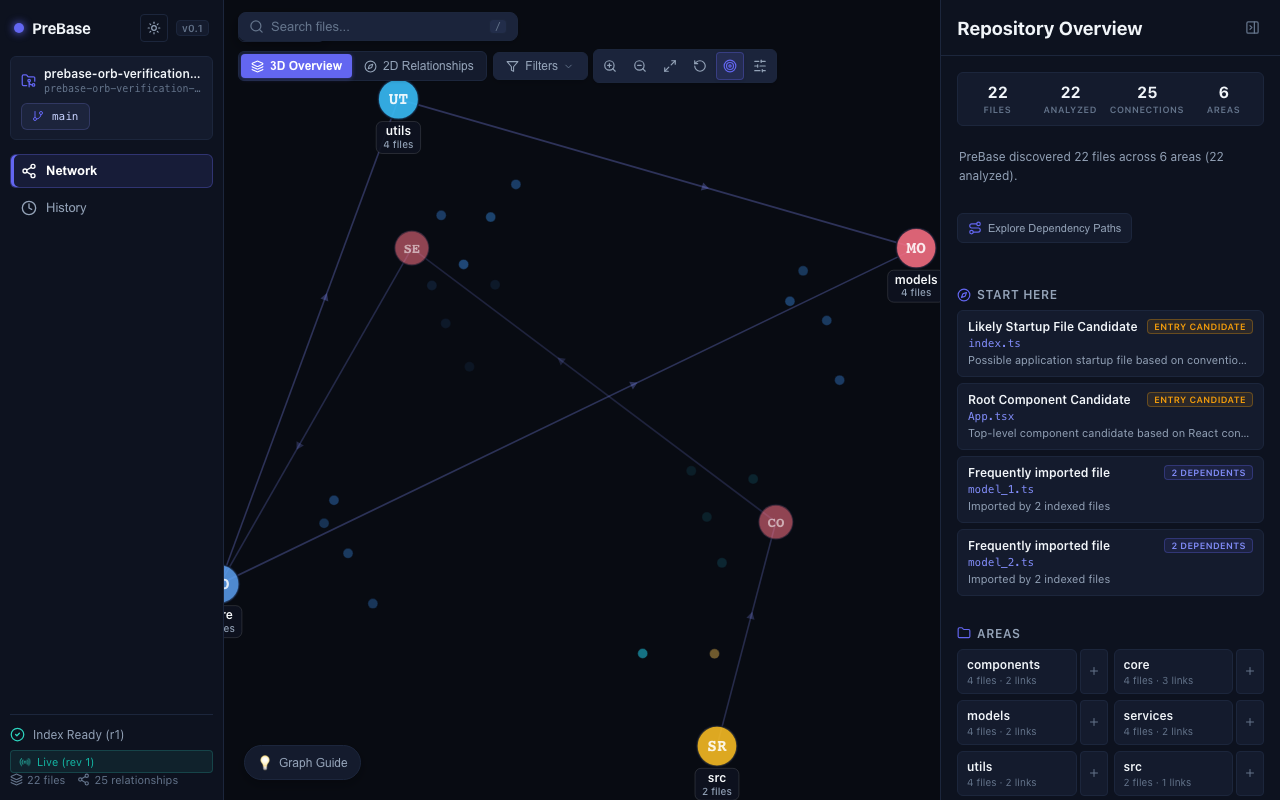 PreBase
v0.1
prebase-orb-verification...
prebase-orb-verification-…
main
Network
History
Index Ready (r1)
Live (rev 1)
22 files
25 relationships
Search files...
/
3D Overview
2D Relationships
Filters
UT
utils
4 files
SE
MO
models
4 files
CO
SR
src
2 files
Graph Guide
Repository Overview
22
FILES
22
ANALYZED
25
CONNECTIONS
6
AREAS
PreBase discovered 22 files across 6 areas (22
analyzed).
Explore Dependency Paths
START HERE
Likely Startup File Candidate
ENTRY CANDIDATE
index.ts
Possible application startup file based on conventio...
Root Component Candidate
ENTRY CANDIDATE
App.tsx
Top-level component candidate based on React con...
Frequently imported file
2 DEPENDENTS
model_1.ts
Imported by 2 indexed files
Frequently imported file
2 DEPENDENTS
model_2.ts
Imported by 2 indexed files
AREAS
components
4 files · 2 links
+
core
4 files · 3 links
+
models
4 files · 2 links
+
services
4 files · 2 links
+
utils
4 files · 2 links
+
src
2 files · 1 links
+